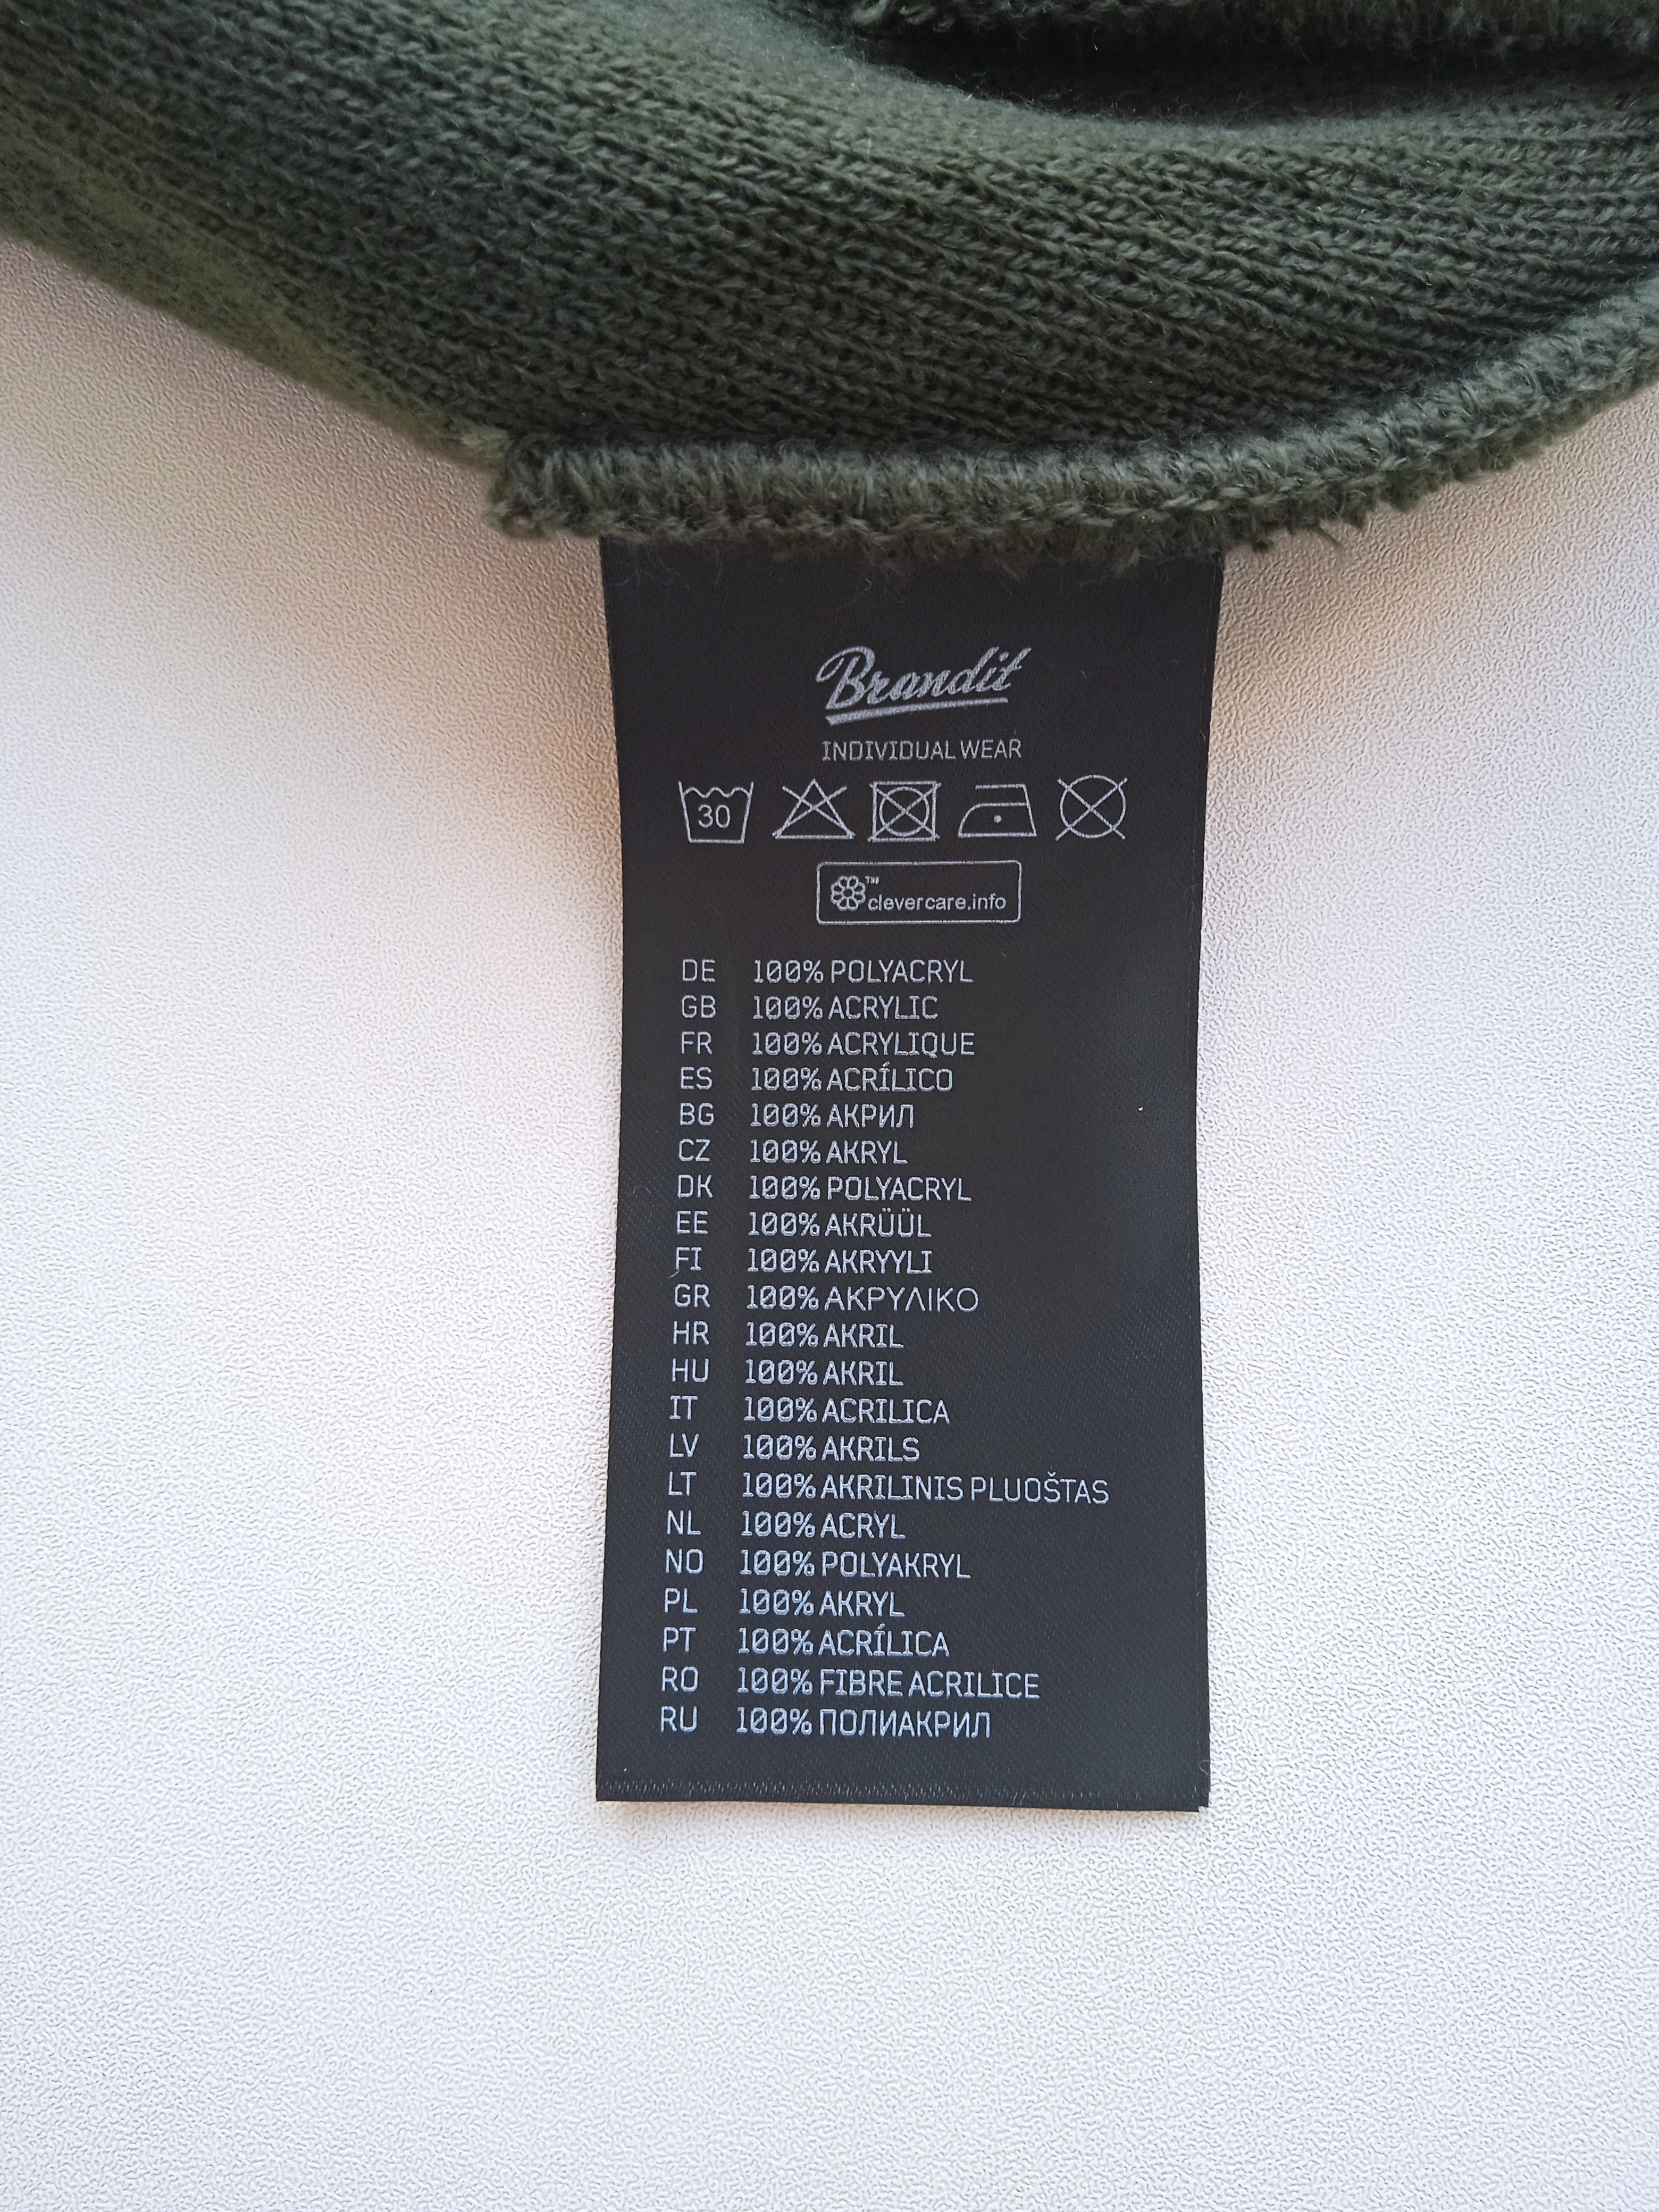 Brandit
INDIVIDUAL WEAR
30
™ clevercare.info
DE 100% POLYACRYL
GB 100% ACRYLIC
FR 100% ACRYLIQUE
ES 100% ACRÍLICO
BG 100% АКРИЛ
CZ 100% AKRYL
DK 100% POLYACRYL
EE 100% AKRÜÜL
FI 100% AKRYYLI
GR 100% ΑΚΡΥΛΙΚΟ
HR 100% AKRIL
HU 100% AKRIL
IT 100% ACRILICA
LV 100% AKRILS
LT 100% AKRILINIS PLUOŠTAS
NL 100% ACRYL
NO 100% POLYAKRYL
PL 100% AKRYL
PT 100% ACRÍLICA
RO 100% FIBRE ACRILICE
RU 100% ПОЛИАКРИЛ